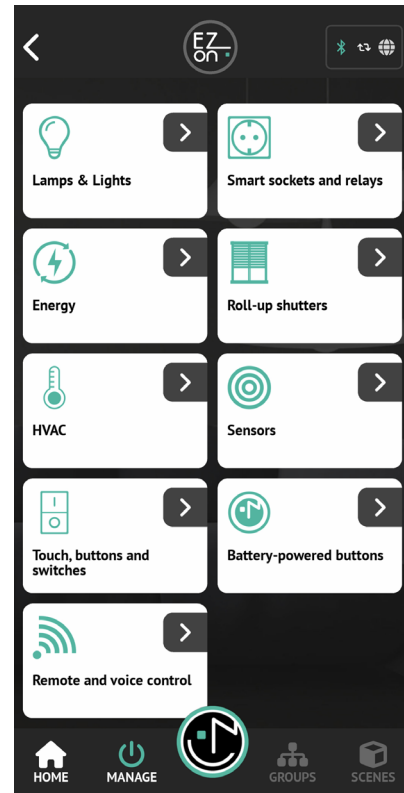 EZ
on
Lamps & Lights
Smart sockets and relays
Energy
Roll-up shutters
HVAC
Sensors
Touch, buttons and
switches
Battery-powered buttons
Remote and voice control
HOME
MANAGE
GROUPS
SCENES